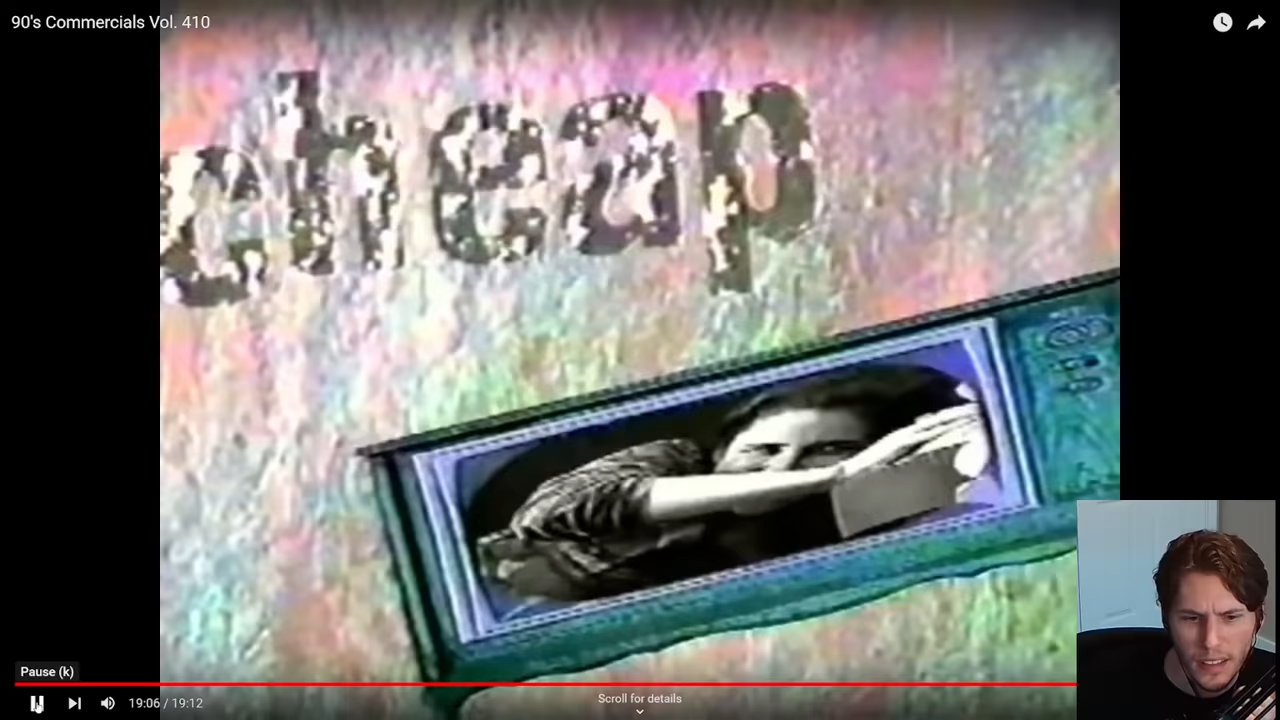 90's Commercials Vol. 410
cheap
Pause (k)
19:06 / 19:12
Scroll for details